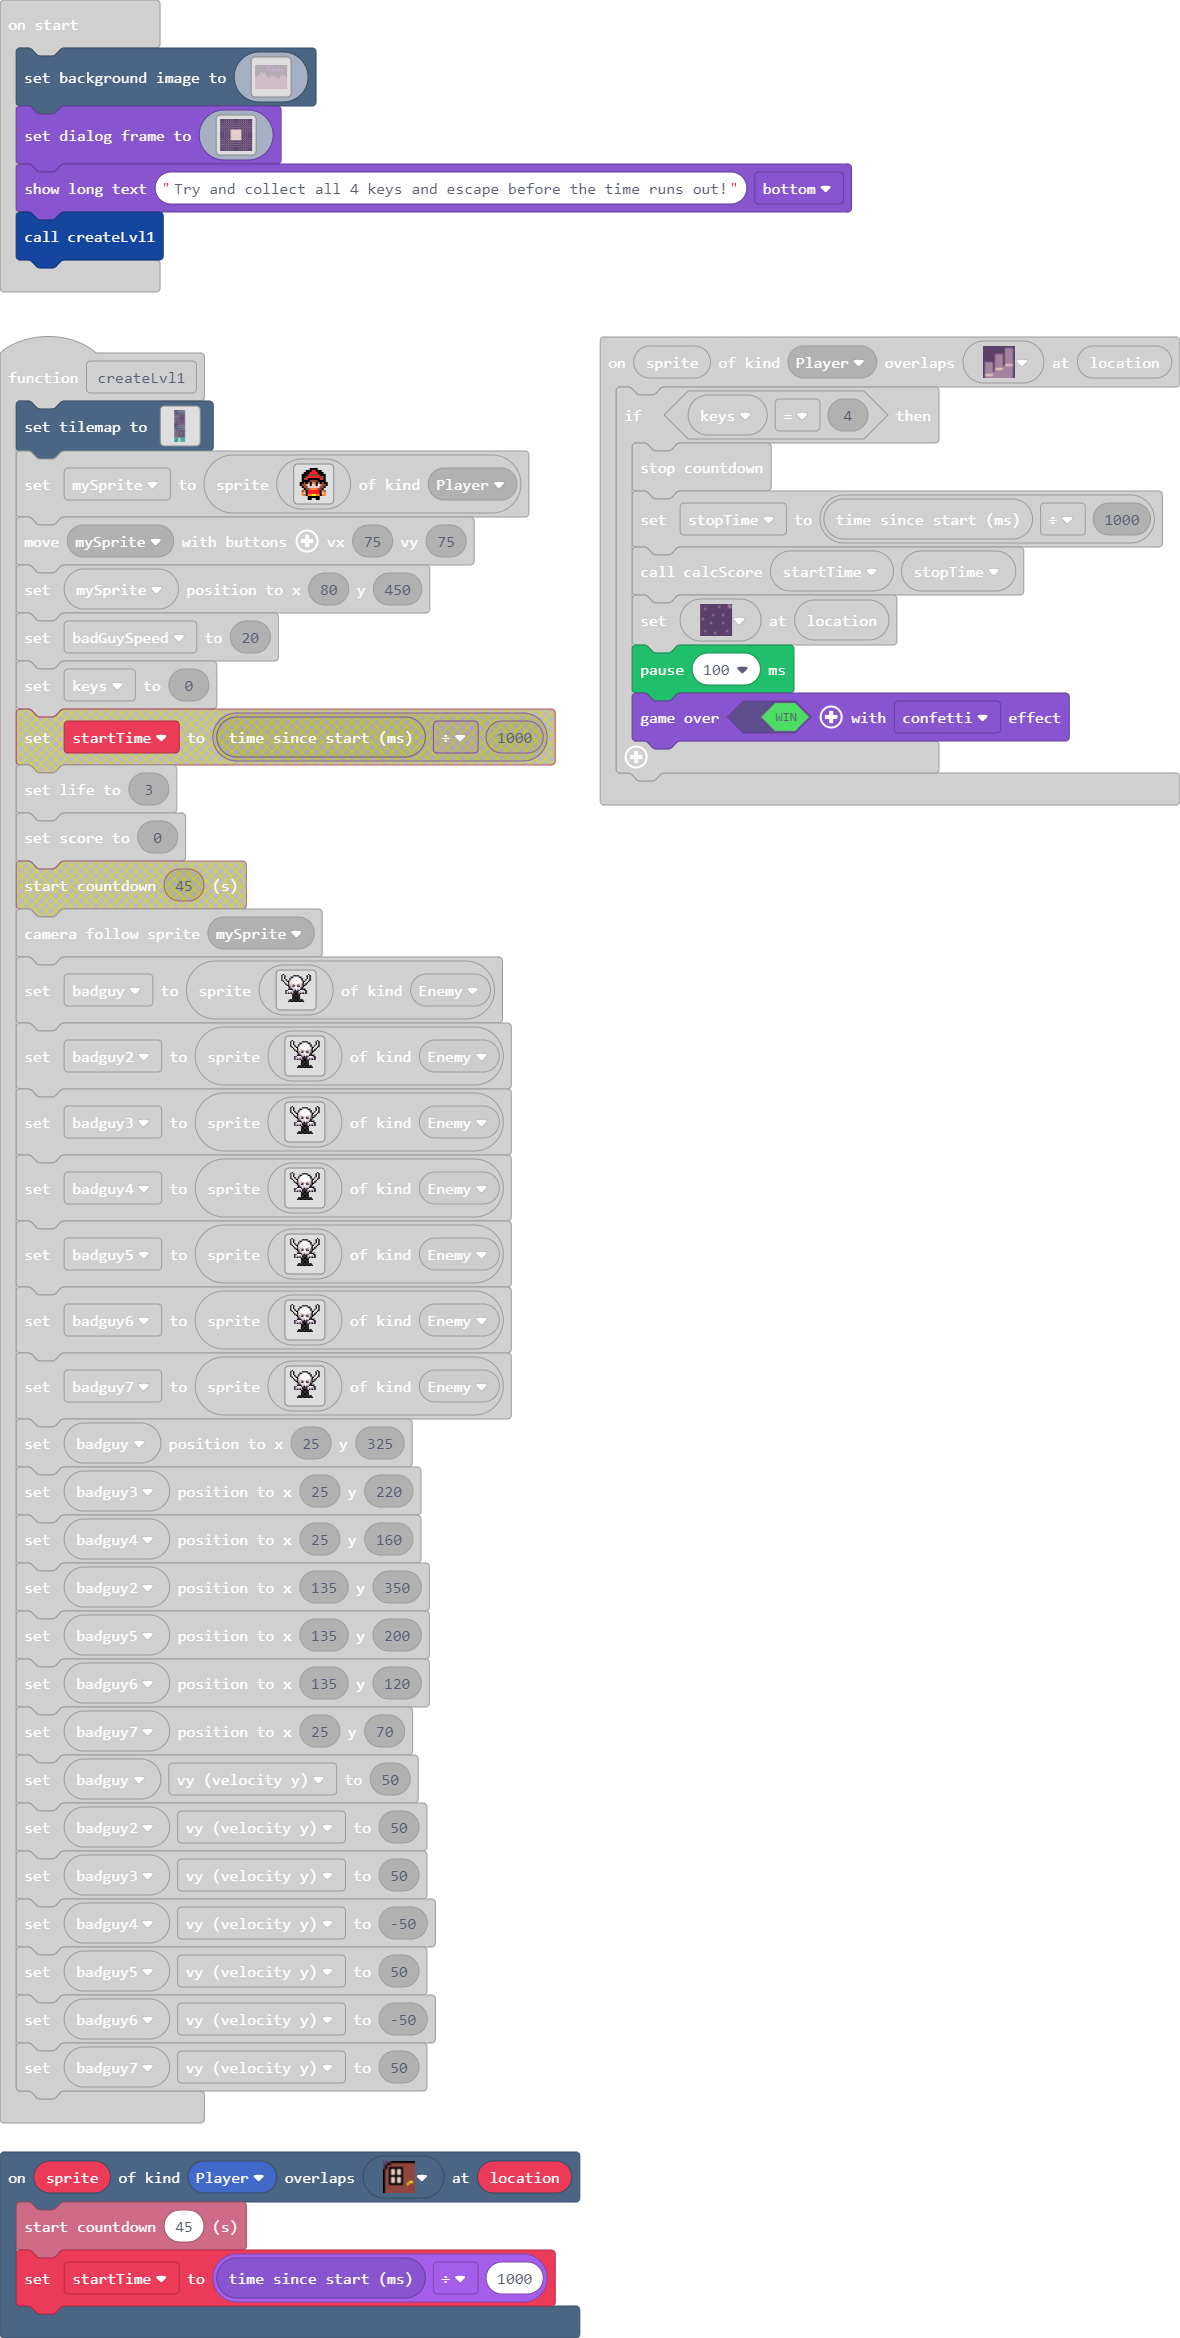 on start
set background image to
set dialog frame to
show long text "Try and collect all 4 keys and escape before the time runs out!" bottom
call createLvl1
function createLvl1
set tilemap to
set mySprite to sprite of kind Player
move mySprite with buttons vx 75 vy 75
set mySprite position to x 80 y 450
set badGuySpeed to 20
set keys to 0
set startTime to time since start (ms) ÷ 1000
set life to 3
set score to 0
start countdown 45 (s)
camera follow sprite mySprite
set badguy to sprite of kind Enemy
set badguy2 to sprite of kind Enemy
set badguy3 to sprite of kind Enemy
set badguy4 to sprite of kind Enemy
set badguy5 to sprite of kind Enemy
set badguy6 to sprite of kind Enemy
set badguy7 to sprite of kind Enemy
set badguy position to x 25 y 325
set badguy3 position to x 25 y 220
set badguy4 position to x 25 y 160
set badguy2 position to x 135 y 350
set badguy5 position to x 135 y 200
set badguy6 position to x 135 y 120
set badguy7 position to x 25 y 70
set badguy vy (velocity y) to 50
set badguy2 vy (velocity y) to 50
set badguy3 vy (velocity y) to 50
set badguy4 vy (velocity y) to -50
set badguy5 vy (velocity y) to 50
set badguy6 vy (velocity y) to -50
set badguy7 vy (velocity y) to 50
on sprite of kind Player overlaps at location
if keys = 4 then
stop countdown
set stopTime to time since start (ms) ÷ 1000
call calcScore startTime stopTime
set at location
pause 100 ms
game over WIN with confetti effect
on sprite of kind Player overlaps at location
start countdown 45 (s)
set startTime to time since start (ms) ÷ 1000